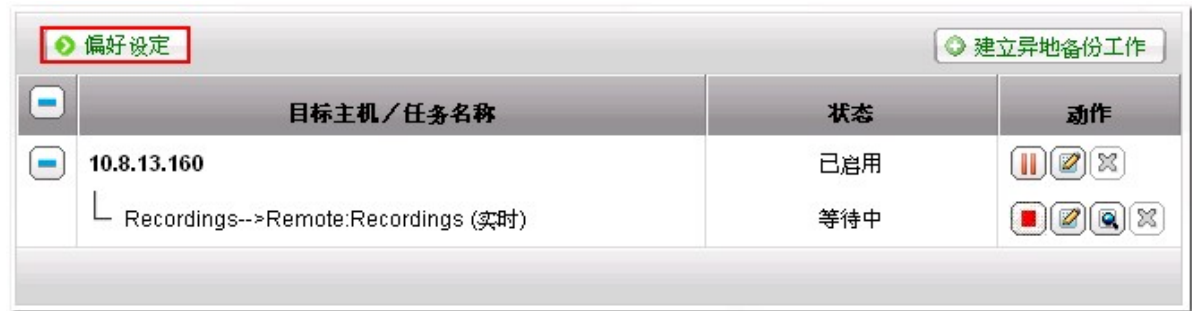 偏好设定
建立异地备份工作
目标主机/任务名称 状态 动作
10.8.13.160 已启用
Recordings-->Remote:Recordings (实时) 等待中